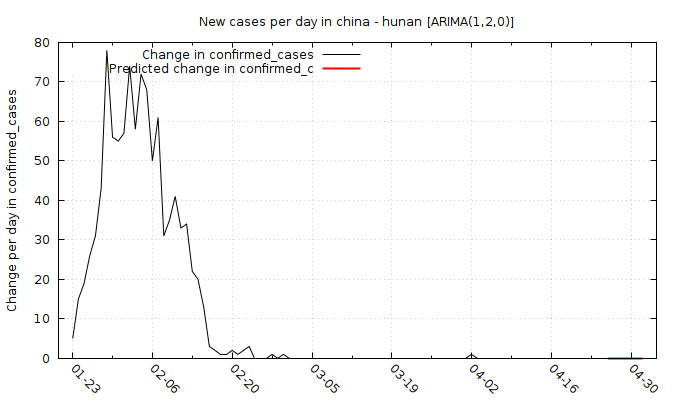 New cases per day in china - hunan [ARIMA(1,2,0)]
Change in confirmed_cases
Predicted change in confirmed_c
Change per day in confirmed_cases
80
70
60
50
40
30
20
10
0
01-23 02-06 02-20 03-05 03-19 04-02 04-16 04-30